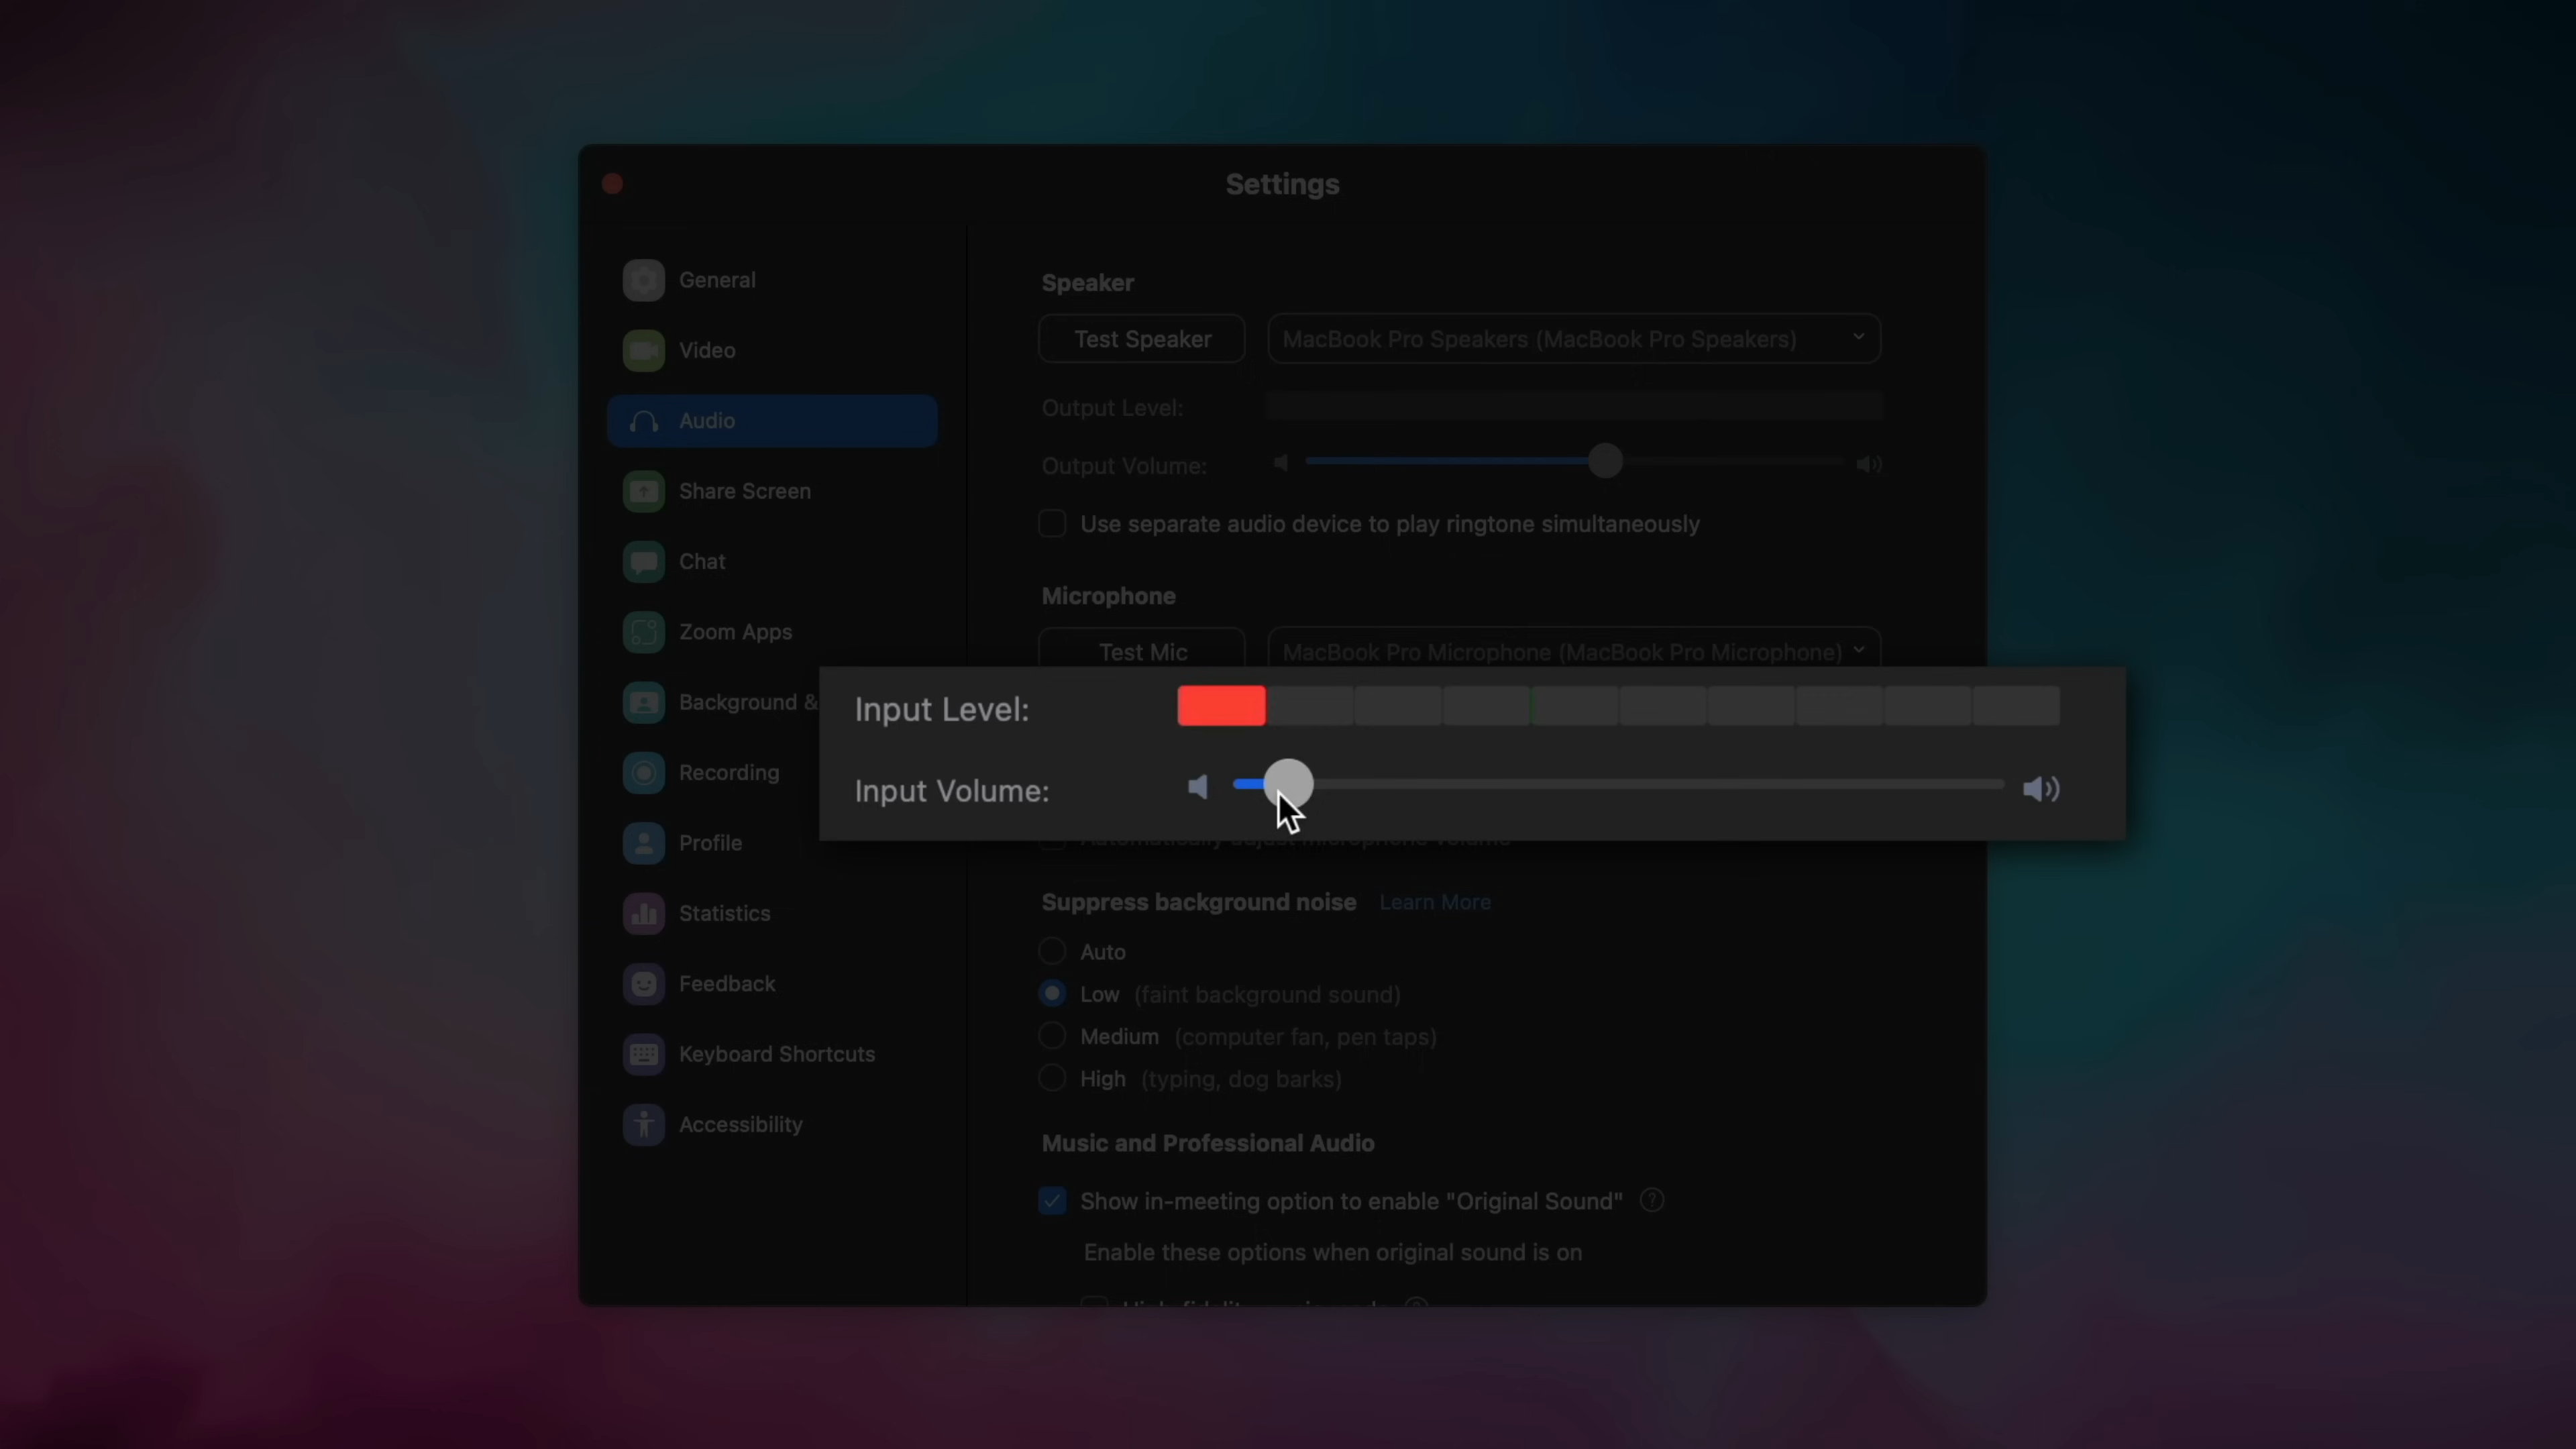 Settings
General
Video
Audio
Share Screen
Chat
Zoom Apps
Background &
Recording
Profile
Statistics
Feedback
Keyboard Shortcuts
Accessibility
Speaker
Test Speaker
MacBook Pro Speakers (MacBook Pro Speakers)
Output Level:
Output Volume:
Use separate audio device to play ringtone simultaneously
Microphone
Test Mic
MacBook Pro Microphone (MacBook Pro Microphone)
Input Level:
Input Volume:
Automatically adjust microphone volume
Suppress background noise Learn More
Auto
Low (faint background sound)
Medium (computer fan, pen taps)
High (typing, dog barks)
Music and Professional Audio
Show in-meeting option to enable "Original Sound"
Enable these options when original sound is on